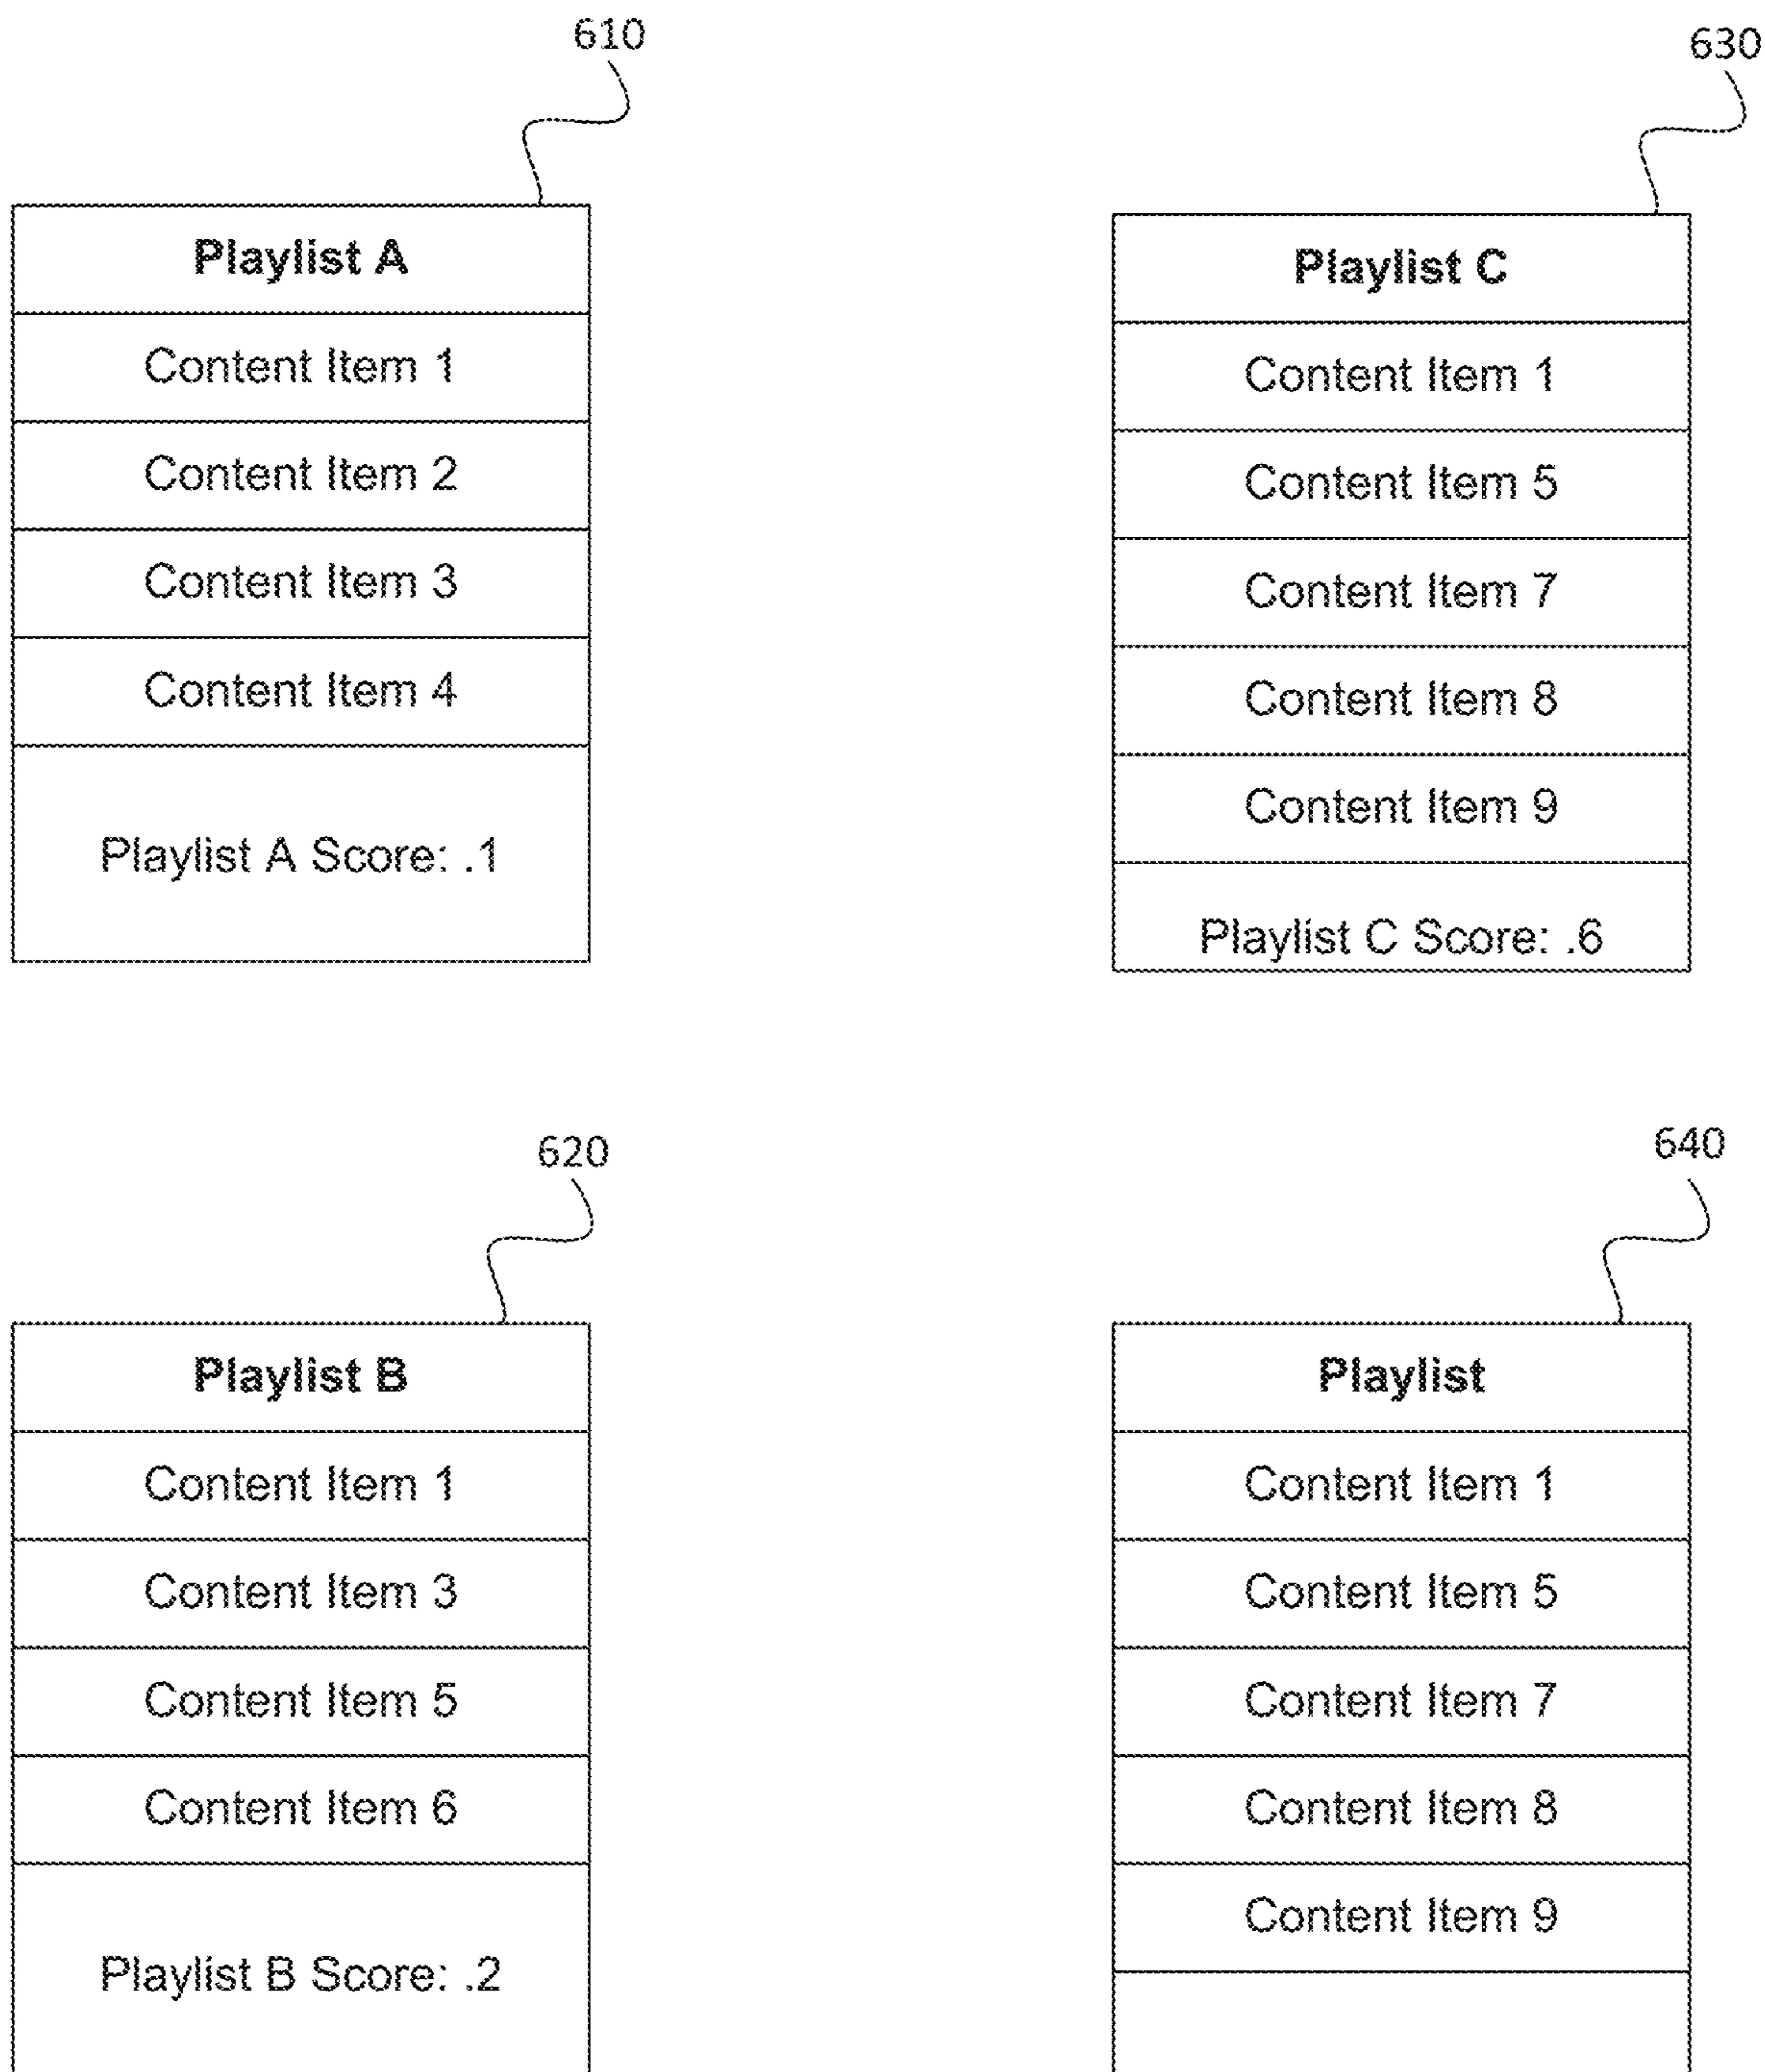 610
Playlist A
Content Item 1
Content Item 2
Content Item 3
Content Item 4
Playlist A Score: .1
630
Playlist C
Content Item 1
Content Item 5
Content Item 7
Content Item 8
Content Item 9
Playlist C Score: .6
620
Playlist B
Content Item 1
Content Item 3
Content Item 5
Content Item 6
Playlist B Score: .2
640
Playlist
Content Item 1
Content Item 5
Content Item 7
Content Item 8
Content Item 9